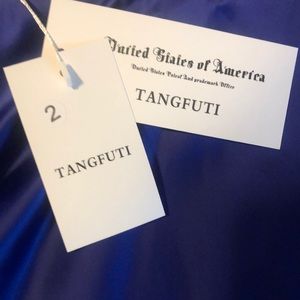 United States of America
United States Patent And trademark Office
TANGFUTI
2
TANGFUTI